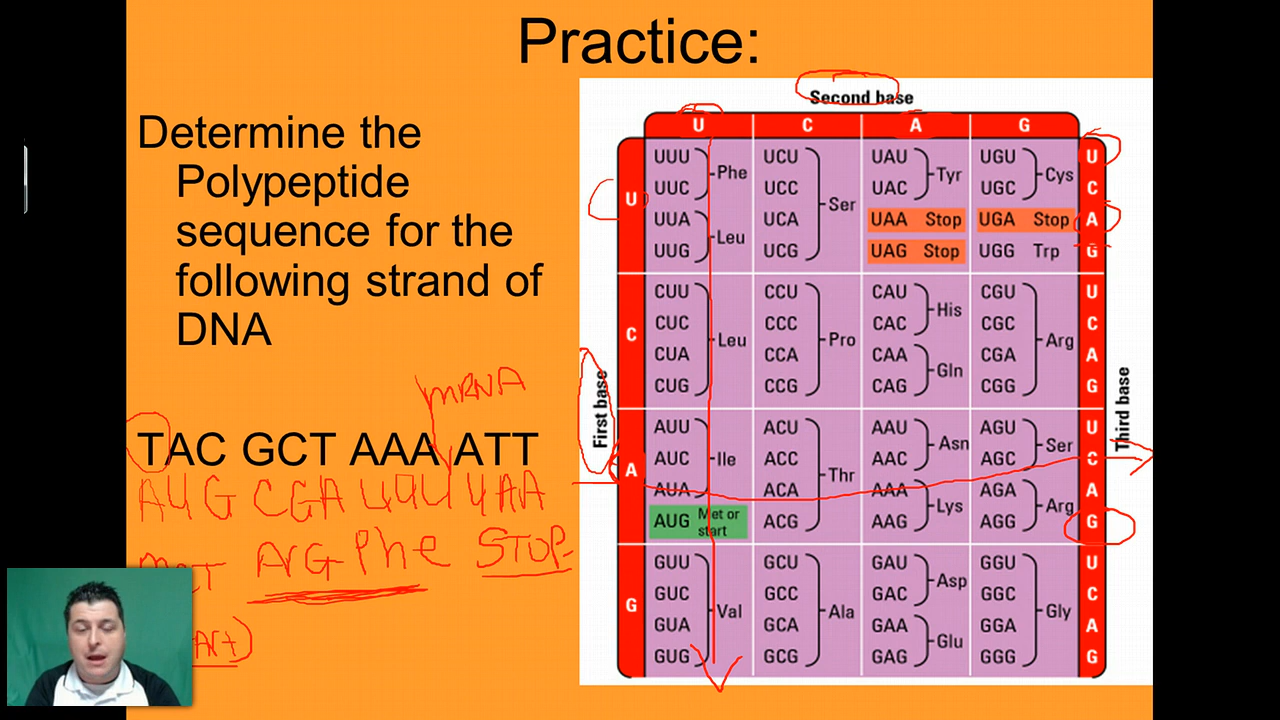 Practice:
Determine the
Polypeptide
sequence for the
following strand of
DNA
mRNA
TAC GCT AAA ATT
AUG CGA UUU UAA
ARG Phe STOP
Second base
U C A G
First base
Third base
U
UUU
UUC
Phe
UUA
UUG
Leu
UCU
UCC
UCA
UCG
Ser
UAU
UAC
Tyr
UAA Stop
UAG Stop
UGU
UGC
Cys
UGA Stop
UGG Trp
U
C
A
G
C
CUU
CUC
CUA
CUG
Leu
CCU
CCC
CCA
CCG
Pro
CAU
CAC
His
CAA
CAG
Gln
CGU
CGC
CGA
CGG
Arg
U
C
A
G
A
AUU
AUC
AUA
Ile
AUG Met or
start
ACU
ACC
ACA
ACG
Thr
AAU
AAC
Asn
AAA
AAG
Lys
AGU
AGC
Ser
AGA
AGG
Arg
U
C
A
G
G
GUU
GUC
GUA
GUG
Val
GCU
GCC
GCA
GCG
Ala
GAU
GAC
Asp
GAA
GAG
Glu
GGU
GGC
GGA
GGG
Gly
U
C
A
G